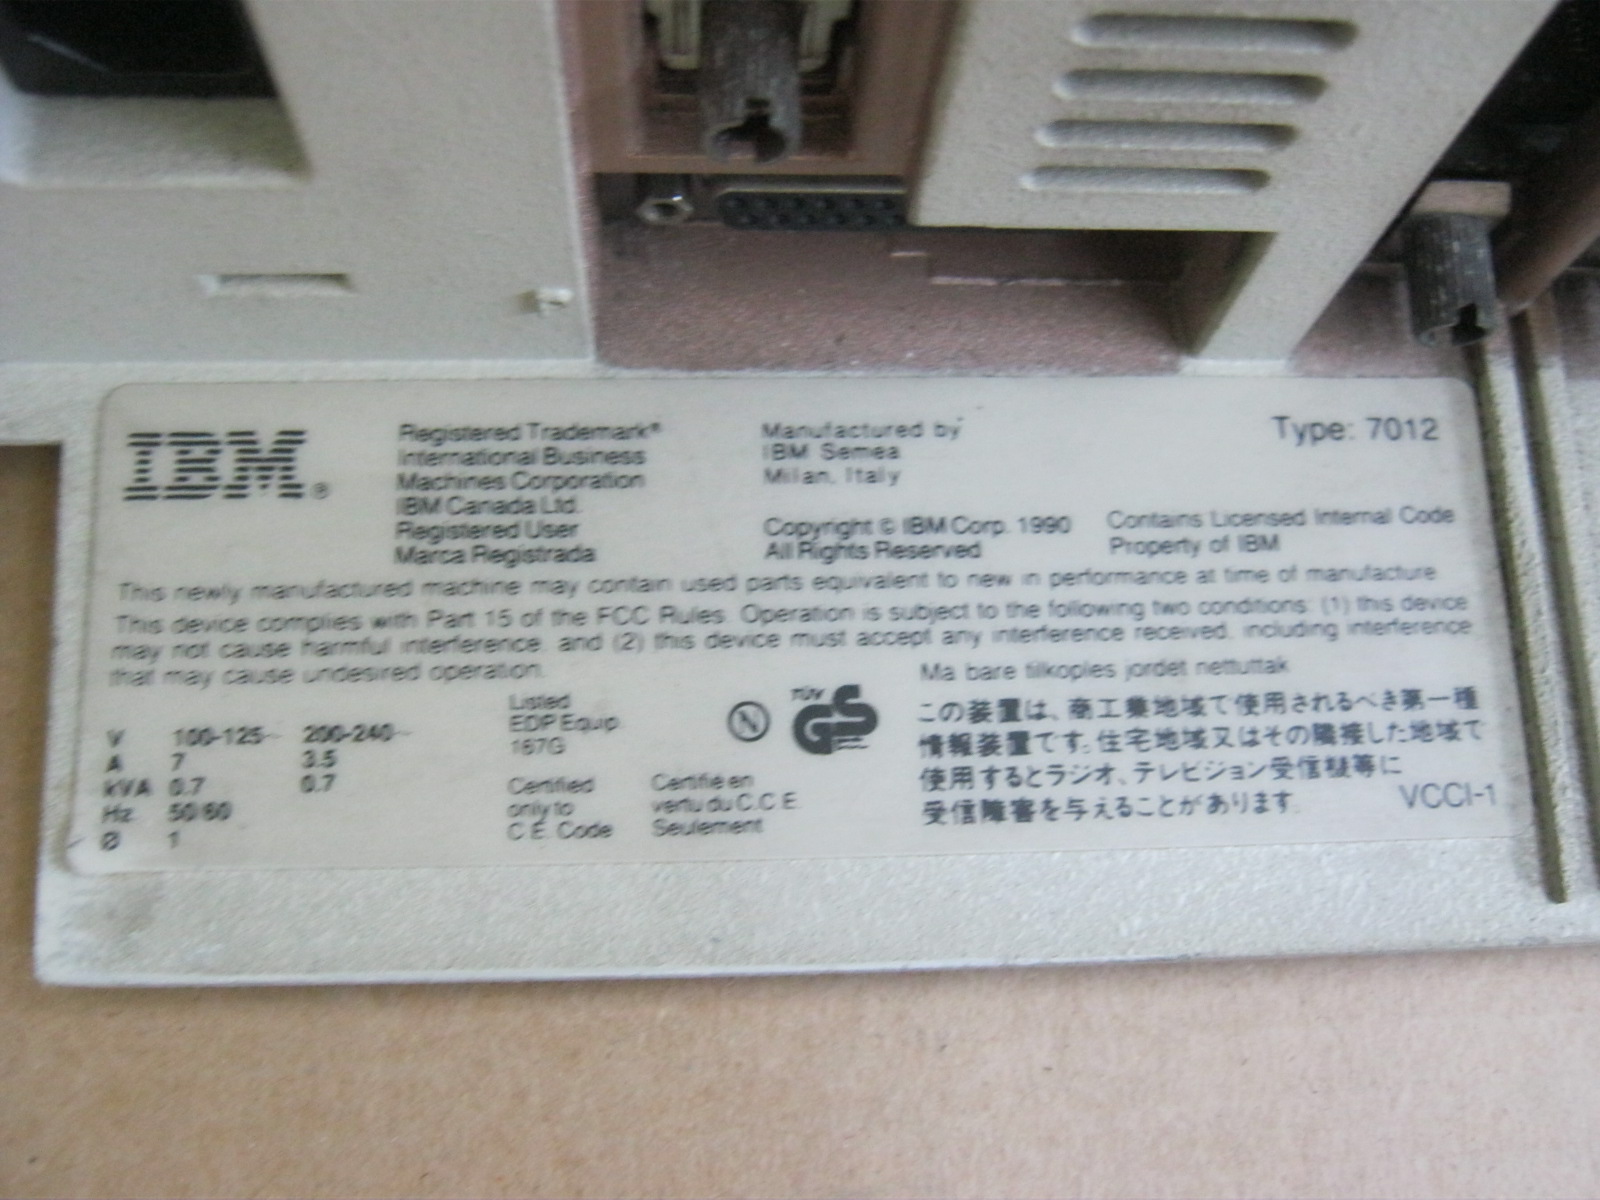 IBM®
Registered Trademark®
International Business
Machines Corporation
IBM Canada Ltd.
Registered User
Marca Registrada
Manufactured by
IBM Semea
Milan, Italy
Copyright © IBM Corp. 1990
All Rights Reserved
Type: 7012
Contains Licensed Internal Code
Property of IBM
This newly manufactured machine may contain used parts equivalent to new in performance at time of manufacture
This device complies with Part 15 of the FCC Rules. Operation is subject to the following two conditions: (1) this device
may not cause harmful interference, and (2) this device must accept any interference received, including interference
that may cause undesired operation.
V 100-125~ 200-240~
A 7 3.5
kVA 0.7 0.7
Hz 50/60
Ø 1
Listed
EDP Equip.
167G
Certified
only to
C.E. Code
Certifie en
vertu du C.C.E.
Seulement
N
TÜV
GS
Ma bare tilkoples jordet nettuttak
この装置は、商工業地域で使用されるべき第一種
情報装置です。住宅地域又はその隣接した地域で
使用するとラジオ、テレビジョン受信機等に
受信障害を与えることがあります。
VCCI-1